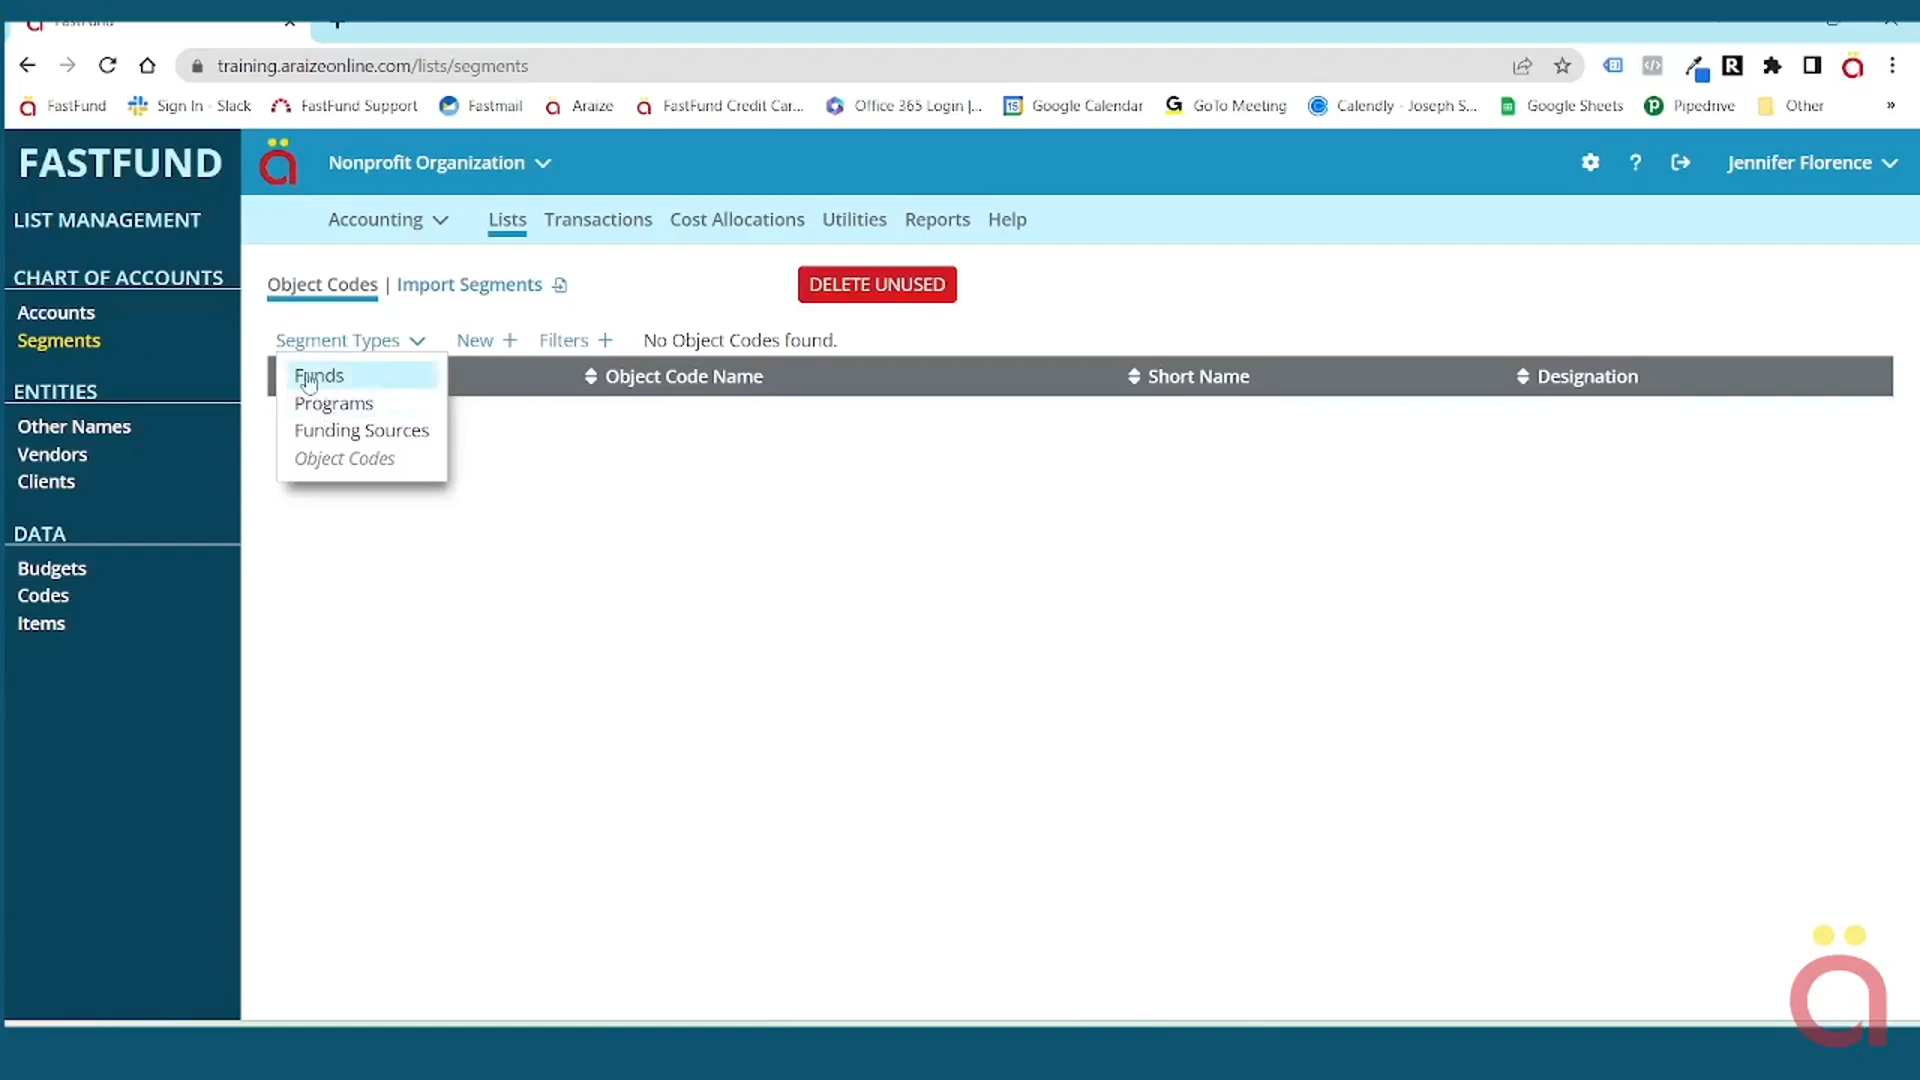 FastFund
training.araizeonline.com/lists/segments
FastFund Sign In - Slack FastFund Support Fastmail Araize FastFund Credit Car... Office 365 Login |... Google Calendar GoTo Meeting Calendly - Joseph S... Google Sheets Pipedrive Other »
FASTFUND
Nonprofit Organization
? Jennifer Florence
LIST MANAGEMENT
Accounting Lists Transactions Cost Allocations Utilities Reports Help
CHART OF ACCOUNTS
Accounts
Segments
ENTITIES
Other Names
Vendors
Clients
DATA
Budgets
Codes
Items
Object Codes | Import Segments DELETE UNUSED
Segment Types New + Filters + No Object Codes found.
Object Code Name Short Name Designation
Funds
Programs
Funding Sources
Object Codes